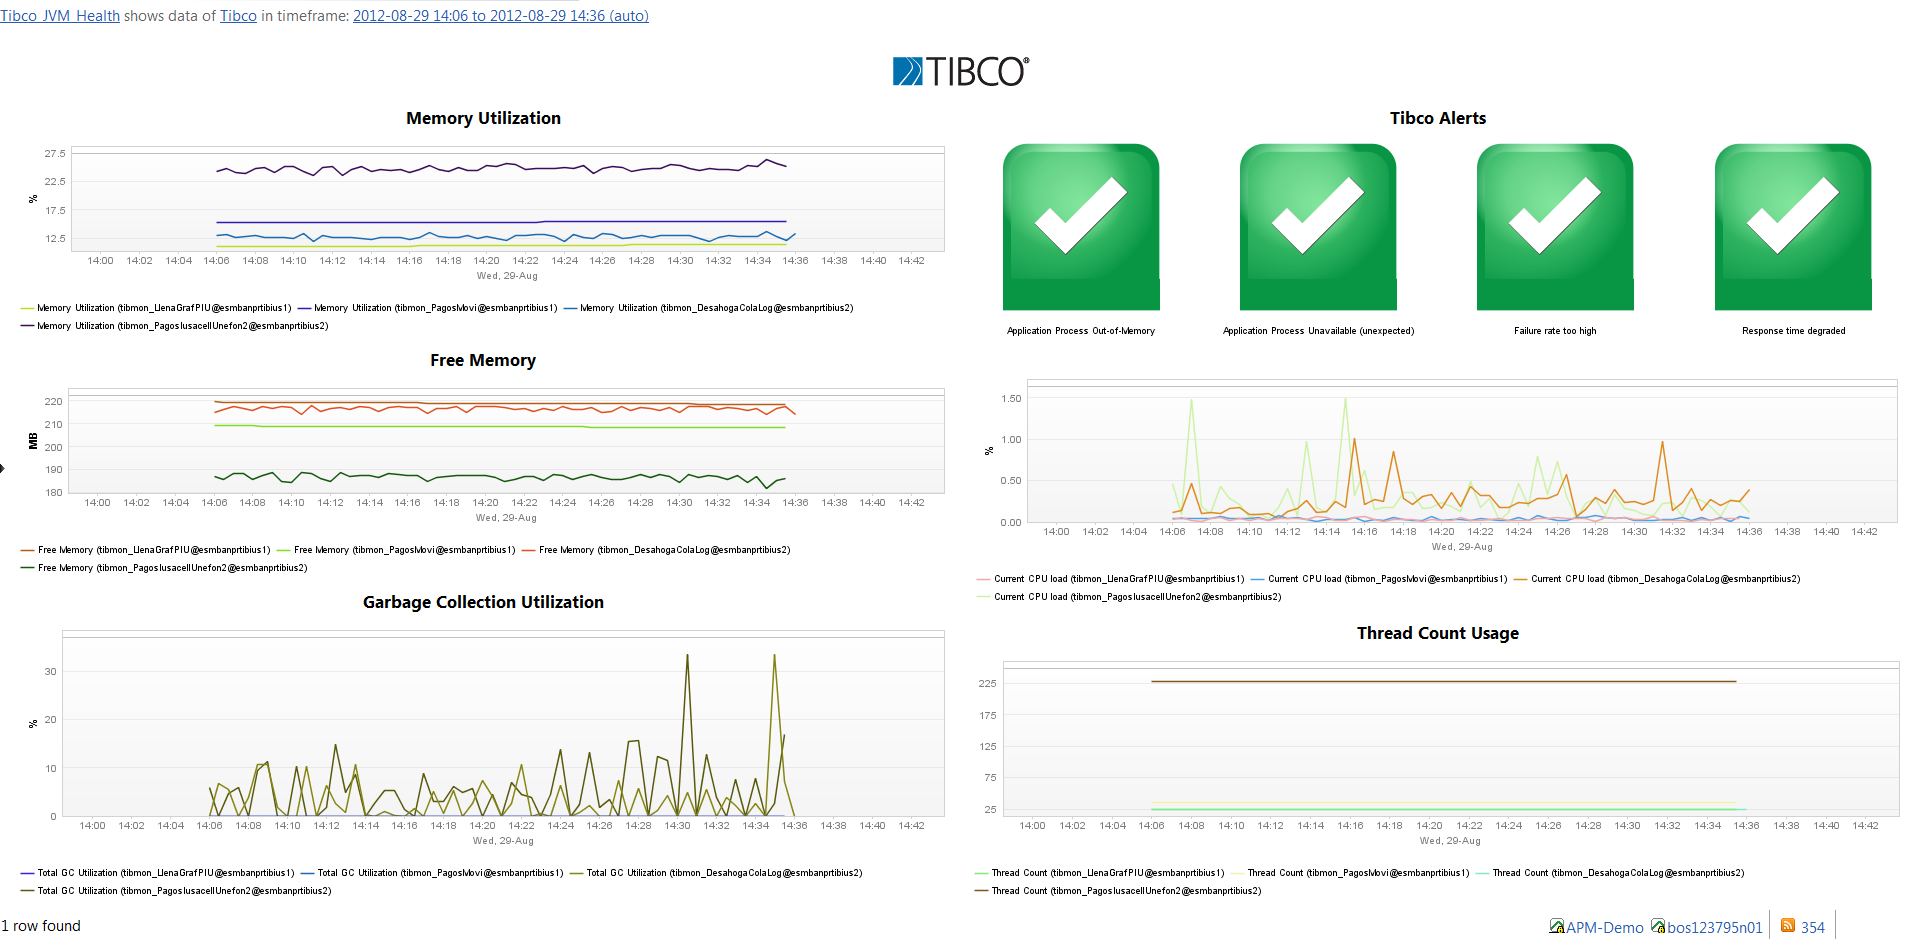 Tibco JVM Health shows data of Tibco in timeframe: 2012-08-29 14:06 to 2012-08-29 14:36 (auto)
TIBCO®
Memory Utilization
27.5
22.5
17.5
12.5
%
14:00 14:02 14:04 14:06 14:08 14:10 14:12 14:14 14:16 14:18 14:20 14:22 14:24 14:26 14:28 14:30 14:32 14:34 14:36 14:38 14:40 14:42
Wed, 29-Aug
Memory Utilization (tibmon_LlenaGrafPIU@esmbanprtibius1) Memory Utilization (tibmon_PagosMovi@esmbanprtibius1) Memory Utilization (tibmon_DesahogaColaLog@esmbanprtibius2)
Memory Utilization (tibmon_PagosIusacellUnefon2@esmbanprtibius2)
Tibco Alerts
Application Process Out-of-Memory
Application Process Unavailable (unexpected)
Failure rate too high
Response time degraded
Free Memory
220
210
200
190
180
MB
14:00 14:02 14:04 14:06 14:08 14:10 14:12 14:14 14:16 14:18 14:20 14:22 14:24 14:26 14:28 14:30 14:32 14:34 14:36 14:38 14:40 14:42
Wed, 29-Aug
Free Memory (tibmon_LlenaGrafPIU@esmbanprtibius1) Free Memory (tibmon_PagosMovi@esmbanprtibius1) Free Memory (tibmon_DesahogaColaLog@esmbanprtibius2)
Free Memory (tibmon_PagosIusacellUnefon2@esmbanprtibius2)
1.50
1.00
0.50
0.00
%
14:00 14:02 14:04 14:06 14:08 14:10 14:12 14:14 14:16 14:18 14:20 14:22 14:24 14:26 14:28 14:30 14:32 14:34 14:36 14:38 14:40 14:42
Wed, 29-Aug
Current CPU load (tibmon_LlenaGrafPIU@esmbanprtibius1) Current CPU load (tibmon_PagosMovi@esmbanprtibius1) Current CPU load (tibmon_DesahogaColaLog@esmbanprtibius2)
Current CPU load (tibmon_PagosIusacellUnefon2@esmbanprtibius2)
Garbage Collection Utilization
30
20
10
0
%
14:00 14:02 14:04 14:06 14:08 14:10 14:12 14:14 14:16 14:18 14:20 14:22 14:24 14:26 14:28 14:30 14:32 14:34 14:36 14:38 14:40 14:42
Wed, 29-Aug
Total GC Utilization (tibmon_LlenaGrafPIU@esmbanprtibius1) Total GC Utilization (tibmon_PagosMovi@esmbanprtibius1) Total GC Utilization (tibmon_DesahogaColaLog@esmbanprtibius2)
Total GC Utilization (tibmon_PagosIusacellUnefon2@esmbanprtibius2)
Thread Count Usage
225
175
125
75
25
14:00 14:02 14:04 14:06 14:08 14:10 14:12 14:14 14:16 14:18 14:20 14:22 14:24 14:26 14:28 14:30 14:32 14:34 14:36 14:38 14:40 14:42
Wed, 29-Aug
Thread Count (tibmon_LlenaGrafPIU@esmbanprtibius1) Thread Count (tibmon_PagosMovi@esmbanprtibius1) Thread Count (tibmon_DesahogaColaLog@esmbanprtibius2)
Thread Count (tibmon_PagosIusacellUnefon2@esmbanprtibius2)
1 row found
APM-Demo bos123795n01 354